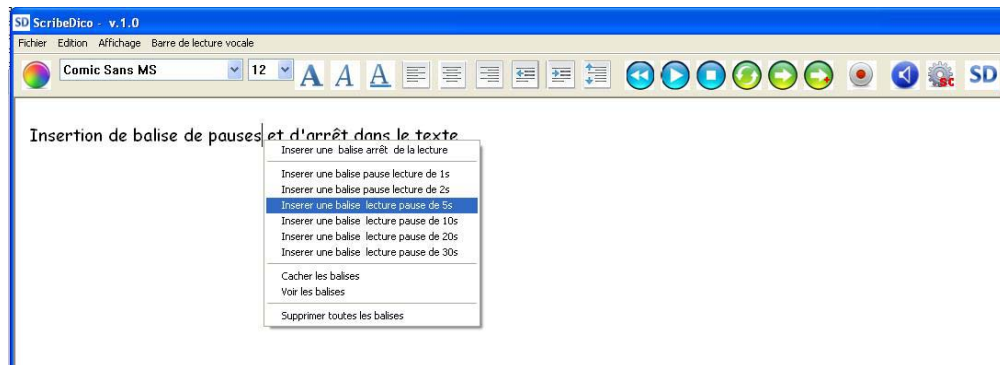 SD ScribeDico - v.1.0
Fichier Edition Affichage Barre de lecture vocale
Comic Sans MS 12 A A A SC SD
Insertion de balise de pauses et d'arrêt dans le texte
Inserer une balise arrêt de la lecture
Inserer une balise pause lecture de 1s
Inserer une balise pause lecture de 2s
Inserer une balise lecture pause de 5s
Inserer une balise lecture pause de 10s
Inserer une balise lecture pause de 20s
Inserer une balise lecture pause de 30s
Cacher les balises
Voir les balises
Supprimer toutes les balises